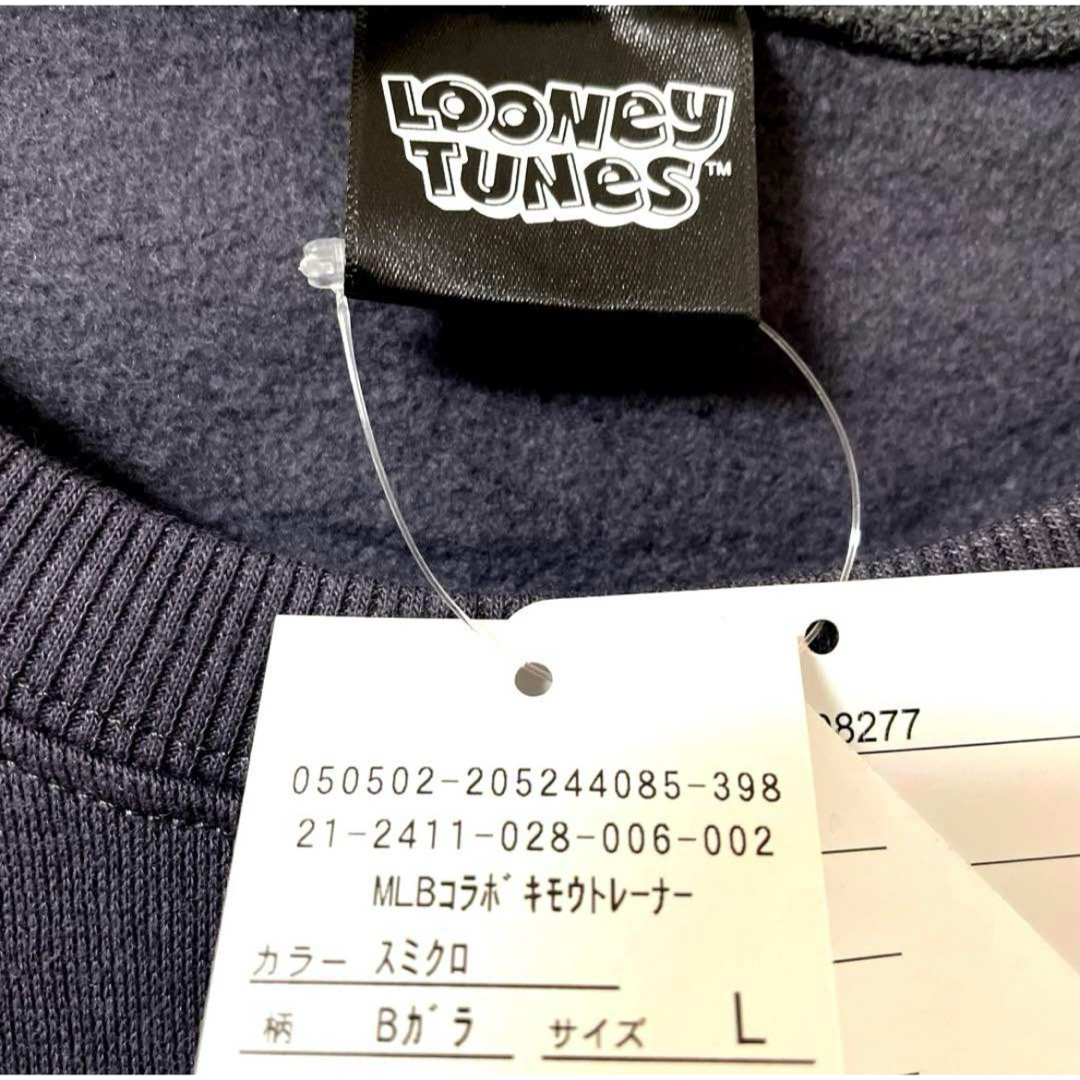 LOONEY
TUNES™
8277
050502-205244085-398
21-2411-028-006-002
MLBコラボ キモウトレーナー
カラー スミクロ
柄 Bガラ サイズ L